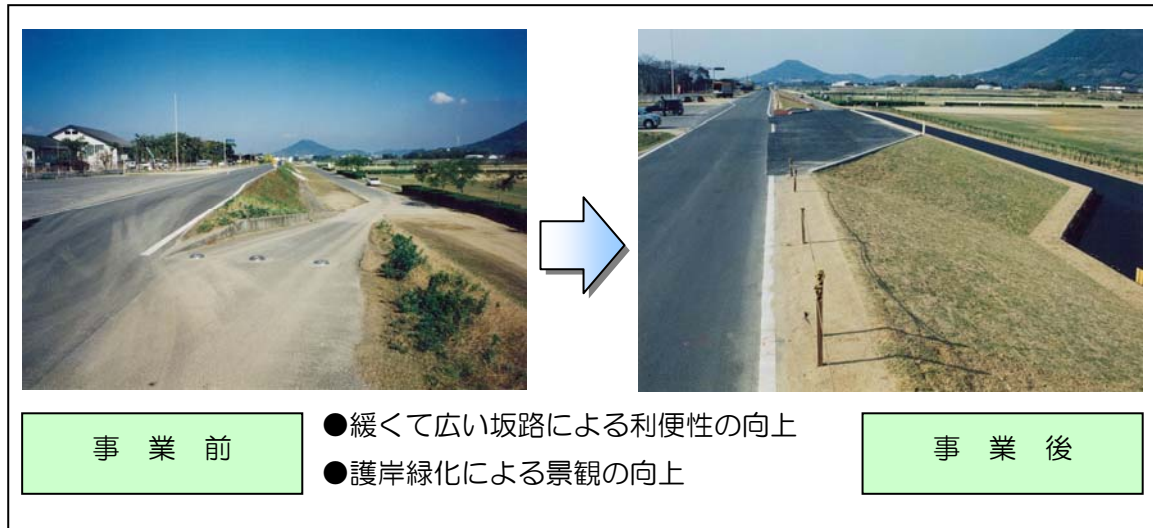 事 業 前
●緩くて広い坂路による利便性の向上
●護岸緑化による景観の向上
事 業 後